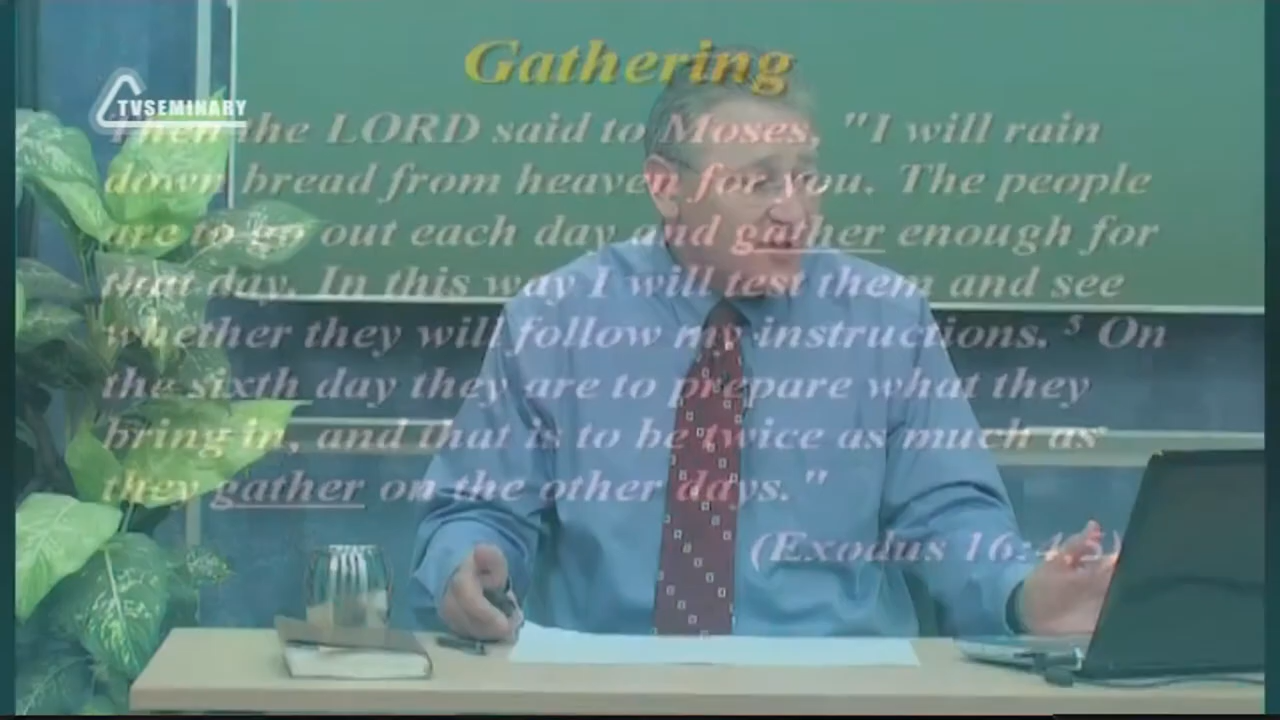 Gathering
TVSEMINARY
Then the LORD said to Moses, "I will rain
down bread from heaven for you. The people
are to go out each day and gather enough for
that day. In this way I will test them and see
whether they will follow my instructions. ⁵ On
the sixth day they are to prepare what they
bring in, and that is to be twice as much as
they gather on the other days."
(Exodus 16:4,5)